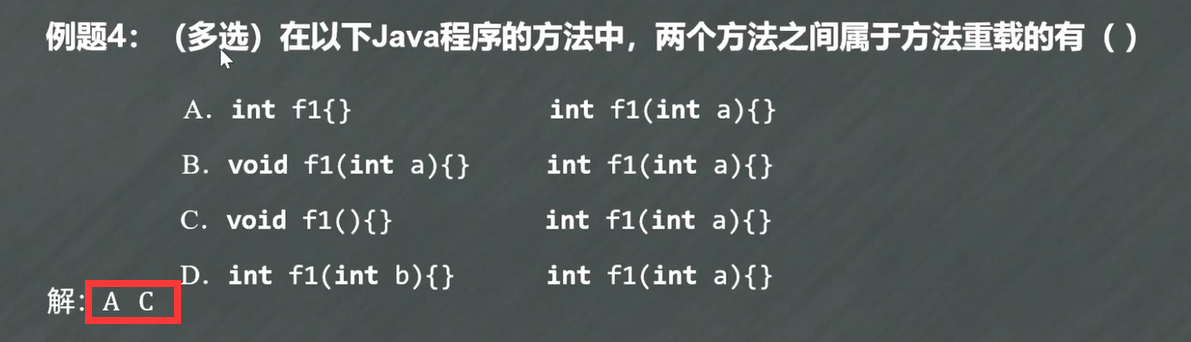 例题4：（多选）在以下Java程序的方法中，两个方法之间属于方法重载的有（）
A. int f1{} int f1(int a){}
B. void f1(int a){} int f1(int a){}
C. void f1(){} int f1(int a){}
D. int f1(int b){} int f1(int a){}
解: A C